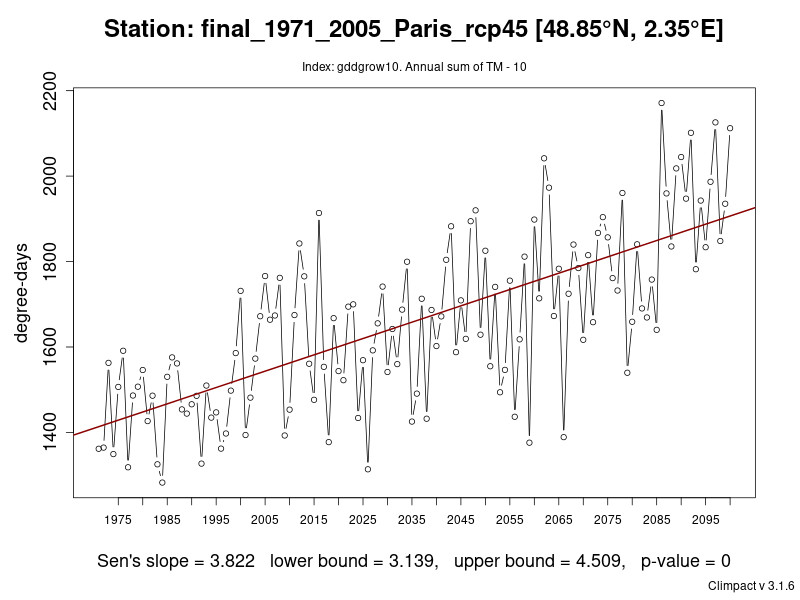 Station: final_1971_2005_Paris_rcp45 [48.85°N, 2.35°E]
Index: gddgrow10. Annual sum of TM - 10
degree-days
2200
2000
1800
1600
1400
1975 1985 1995 2005 2015 2025 2035 2045 2055 2065 2075 2085 2095
Sen's slope = 3.822 lower bound = 3.139, upper bound = 4.509, p-value = 0
Climpact v 3.1.6